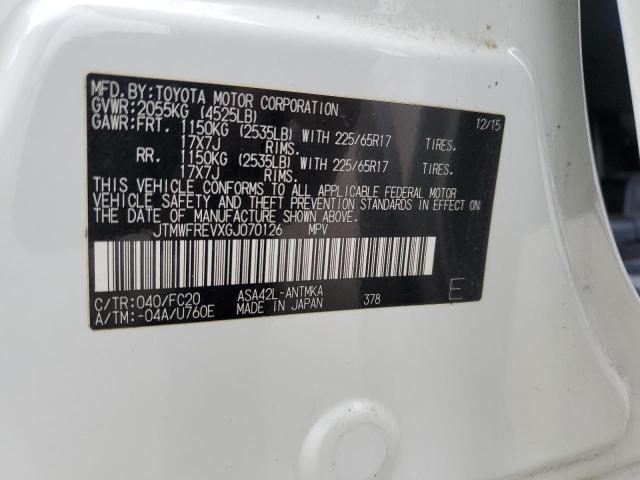 MFD. BY: TOYOTA MOTOR CORPORATION 12/15
GVWR: 2055KG (4525LB)
GAWR: FRT. 1150KG (2535LB) WITH 225/65R17 TIRES.
17X7J RIMS.
RR. 1150KG (2535LB) WITH 225/65R17 TIRES.
17X7J RIMS.
THIS VEHICLE CONFORMS TO ALL APPLICABLE FEDERAL MOTOR
VEHICLE SAFETY AND THEFT PREVENTION STANDARDS IN EFFECT ON
THE DATE OF MANUFACTURE SHOWN ABOVE.
JTMWFREVXGJ070126 MPV
C/TR: 040/FC20 ASA42L-ANTMKA
A/TM: -04A/U760E MADE IN JAPAN 378 E